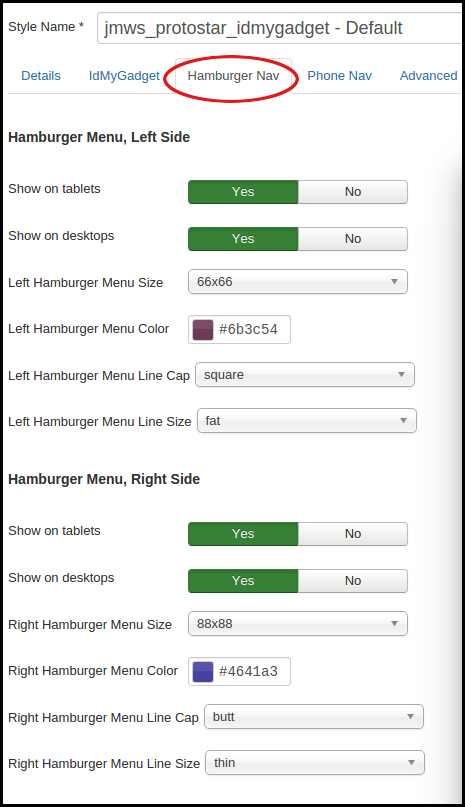 Style Name * jmws_protostar_idmygadget - Default
Details IdMyGadget Hamburger Nav Phone Nav Advanced
Hamburger Menu, Left Side
Show on tablets Yes No
Show on desktops Yes No
Left Hamburger Menu Size 66x66
Left Hamburger Menu Color #6b3c54
Left Hamburger Menu Line Cap square
Left Hamburger Menu Line Size fat
Hamburger Menu, Right Side
Show on tablets Yes No
Show on desktops Yes No
Right Hamburger Menu Size 88x88
Right Hamburger Menu Color #4641a3
Right Hamburger Menu Line Cap butt
Right Hamburger Menu Line Size thin